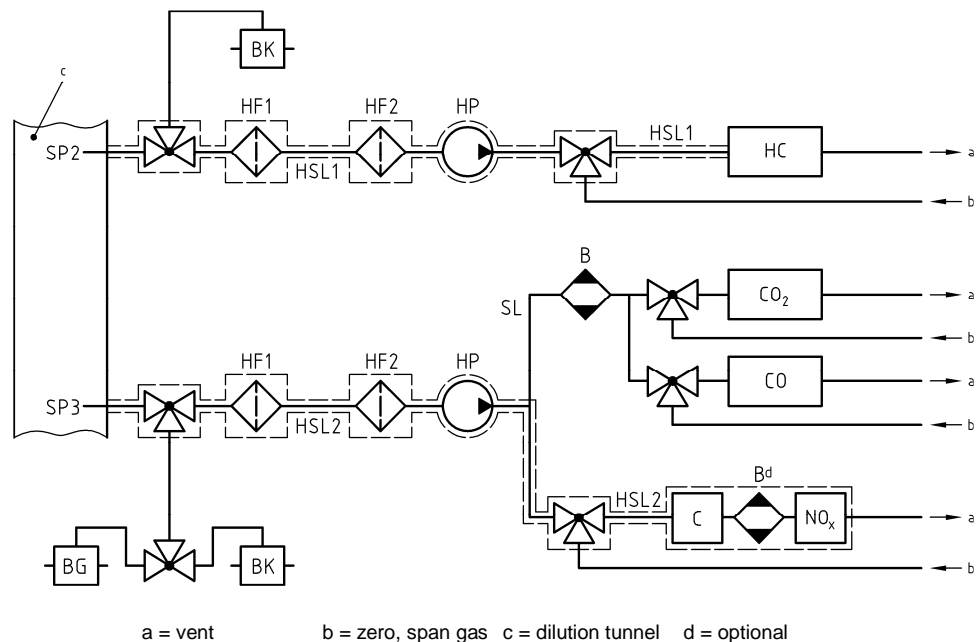 BK
c
HF1 HF2 HP
SP2 HSL1 HSL1 HC a
b
B
SL CO2 a
b
HF1 HF2 HP CO a
SP3 HSL2 b
Bd
HSL2 C NOx a
BG BK b
a = vent b = zero, span gas c = dilution tunnel d = optional